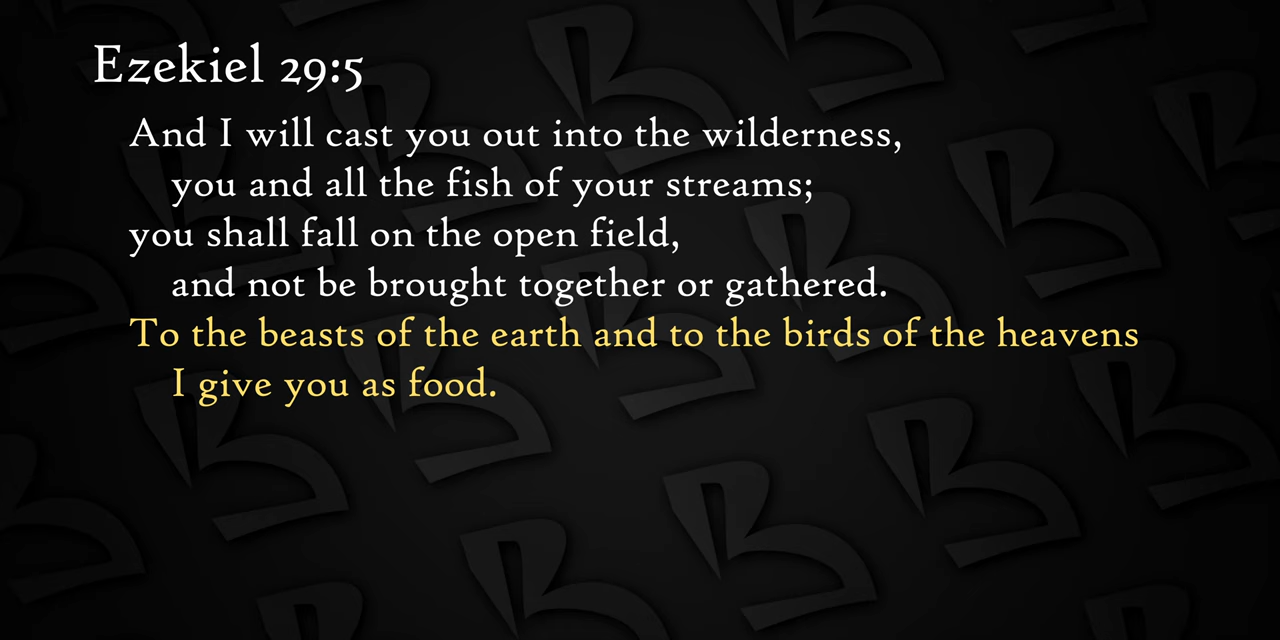 Ezekiel 29:5
And I will cast you out into the wilderness,
you and all the fish of your streams;
you shall fall on the open field,
and not be brought together or gathered.
To the beasts of the earth and to the birds of the heavens
I give you as food.